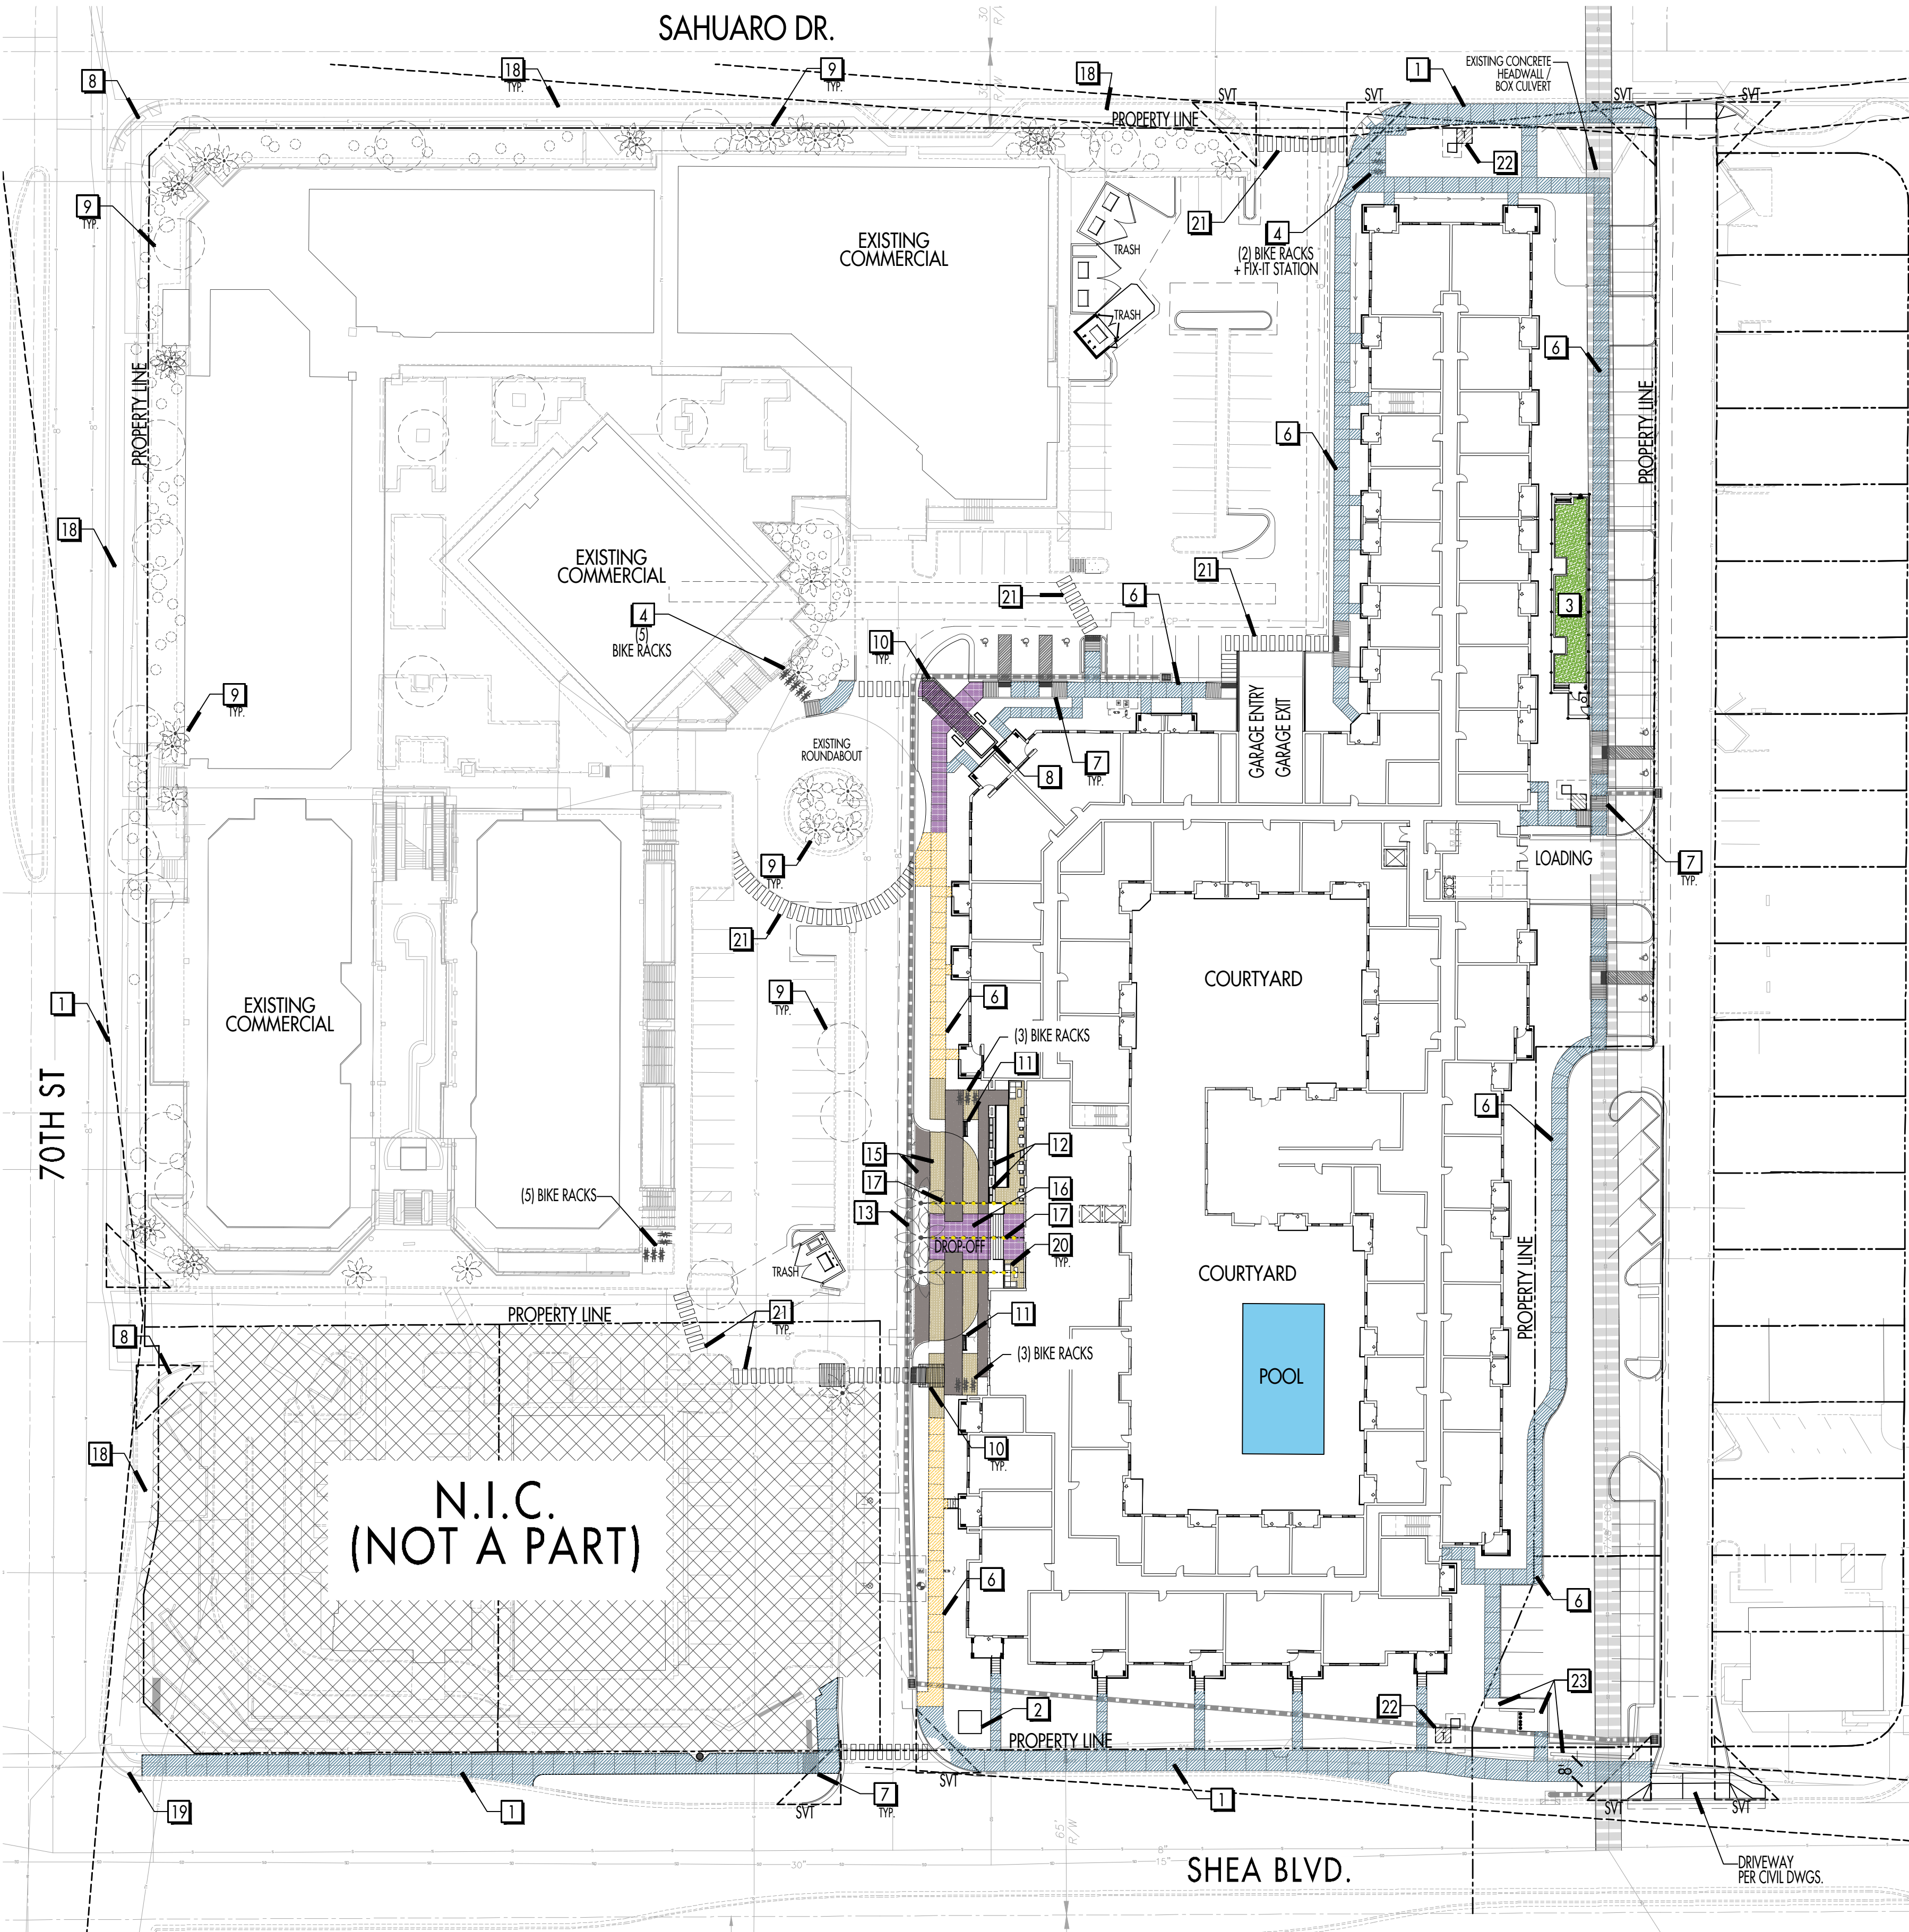 SAHUARO DR.
30'
R/W
R/W
8
18
TYP.
9
TYP.
18
1
EXISTING CONCRETE
HEADWALL /
BOX CULVERT
SVT
SVT
SVT
SVT
PROPERTY LINE
22
21
21
4
(2) BIKE RACKS
+ FIX-IT STATION
9
TYP.
EXISTING
COMMERCIAL
TRASH
TRASH
6
PROPERTY LINE
PROPERTY LINE
6
18
EXISTING
COMMERCIAL
21
21
6
3
4
(5)
BIKE RACKS
10
TYP.
9
TYP.
EXISTING
ROUNDABOUT
GARAGE ENTRY
GARAGE EXIT
8
7
TYP.
9
TYP.
LOADING
7
TYP.
21
COURTYARD
9
TYP.
6
1
EXISTING
COMMERCIAL
(3) BIKE RACKS
11
6
70TH ST
15
12
17
16
(5) BIKE RACKS
13
17
DROP-OFF
20
TYP.
TRASH
COURTYARD
PROPERTY LINE
PROPERTY LINE
21
TYP.
11
8
(3) BIKE RACKS
POOL
18
10
TYP.
N.I.C.
(NOT A PART)
6
6
23
2
22
PROPERTY LINE
SVT
8'
19
1
7
TYP.
1
SVT
SVT
SVT
65'
R/W
8"
15"
30"
SHEA BLVD.
DRIVEWAY
PER CIVIL DWGS.